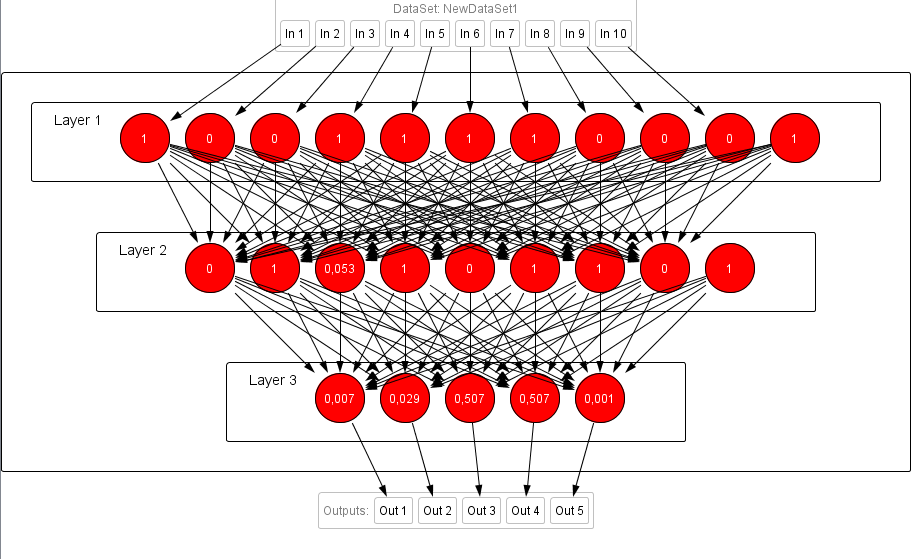 DataSet: NewDataSet1
In 1 In 2 In 3 In 4 In 5 In 6 In 7 In 8 In 9 In 10
Layer 1
1 0 0 1 1 1 1 0 0 0 1
Layer 2
0 1 0,053 1 0 1 1 0 1
Layer 3
0,007 0,029 0,507 0,507 0,001
Outputs: Out 1 Out 2 Out 3 Out 4 Out 5